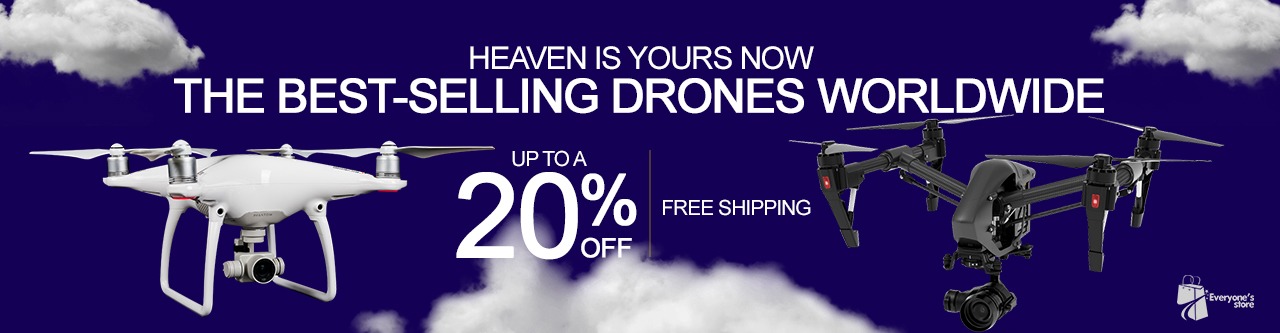 HEAVEN IS YOURS NOW
THE BEST-SELLING DRONES WORLDWIDE
UP TO A
20%
OFF
FREE SHIPPING
Everyone's
store